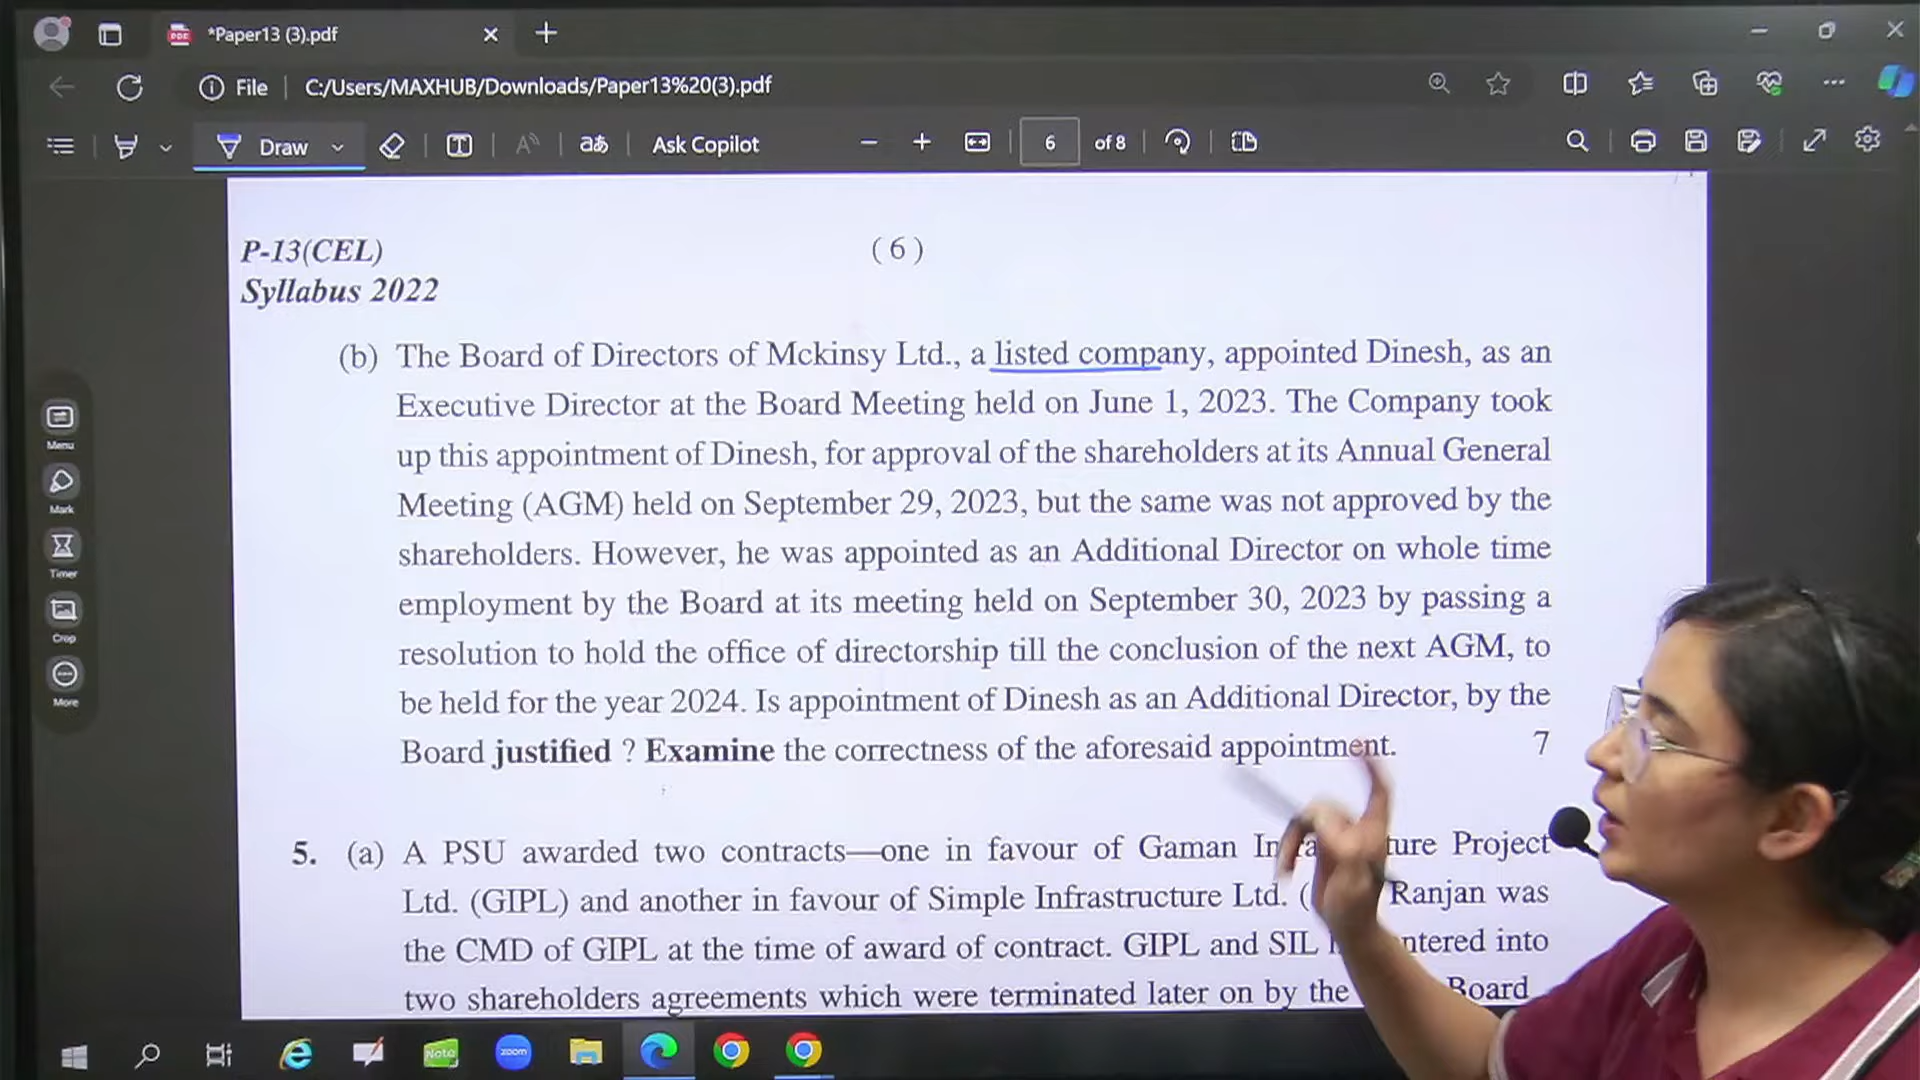 *Paper13 (3).pdf
File
C:/Users/MAXHUB/Downloads/Paper13%20(3).pdf
Draw
Ask Copilot
6
of 8
P-13(CEL)
(6)
Syllabus 2022
(b) The Board of Directors of Mckinsy Ltd., a listed company, appointed Dinesh, as an
Executive Director at the Board Meeting held on June 1, 2023. The Company took
up this appointment of Dinesh, for approval of the shareholders at its Annual General
Meeting (AGM) held on September 29, 2023, but the same was not approved by the
shareholders. However, he was appointed as an Additional Director on whole time
employment by the Board at its meeting held on September 30, 2023 by passing a
resolution to hold the office of directorship till the conclusion of the next AGM, to
be held for the year 2024. Is appointment of Dinesh as an Additional Director, by the
Board justified ? Examine the correctness of the aforesaid appointment. 7
5. (a) A PSU awarded two contracts—one in favour of Gaman Project
Ltd. (GIPL) and another in favour of Simple Infrastructure Ltd. ( Ranjan was
the CMD of GIPL at the time of award of contract. GIPL and SIL into
two shareholders agreements which were terminated later on by the Board
Menu
Mark
Timer
Crop
More
Note
zoom